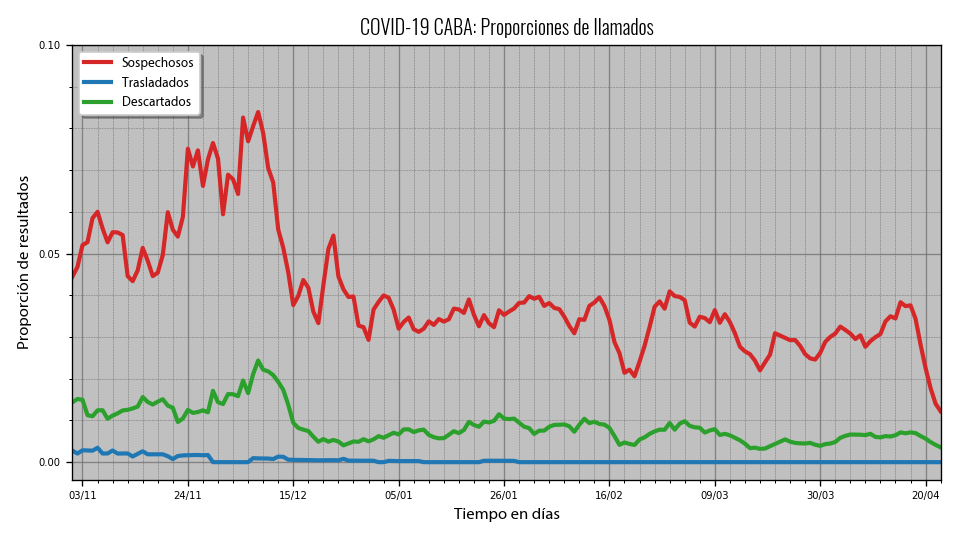 COVID-19 CABA: Proporciones de llamados
Sospechosos
Trasladados
Descartados
Proporción de resultados
0.10
0.05
0.00
03/11 24/11 15/12 05/01 26/01 16/02 09/03 30/03 20/04
Tiempo en días